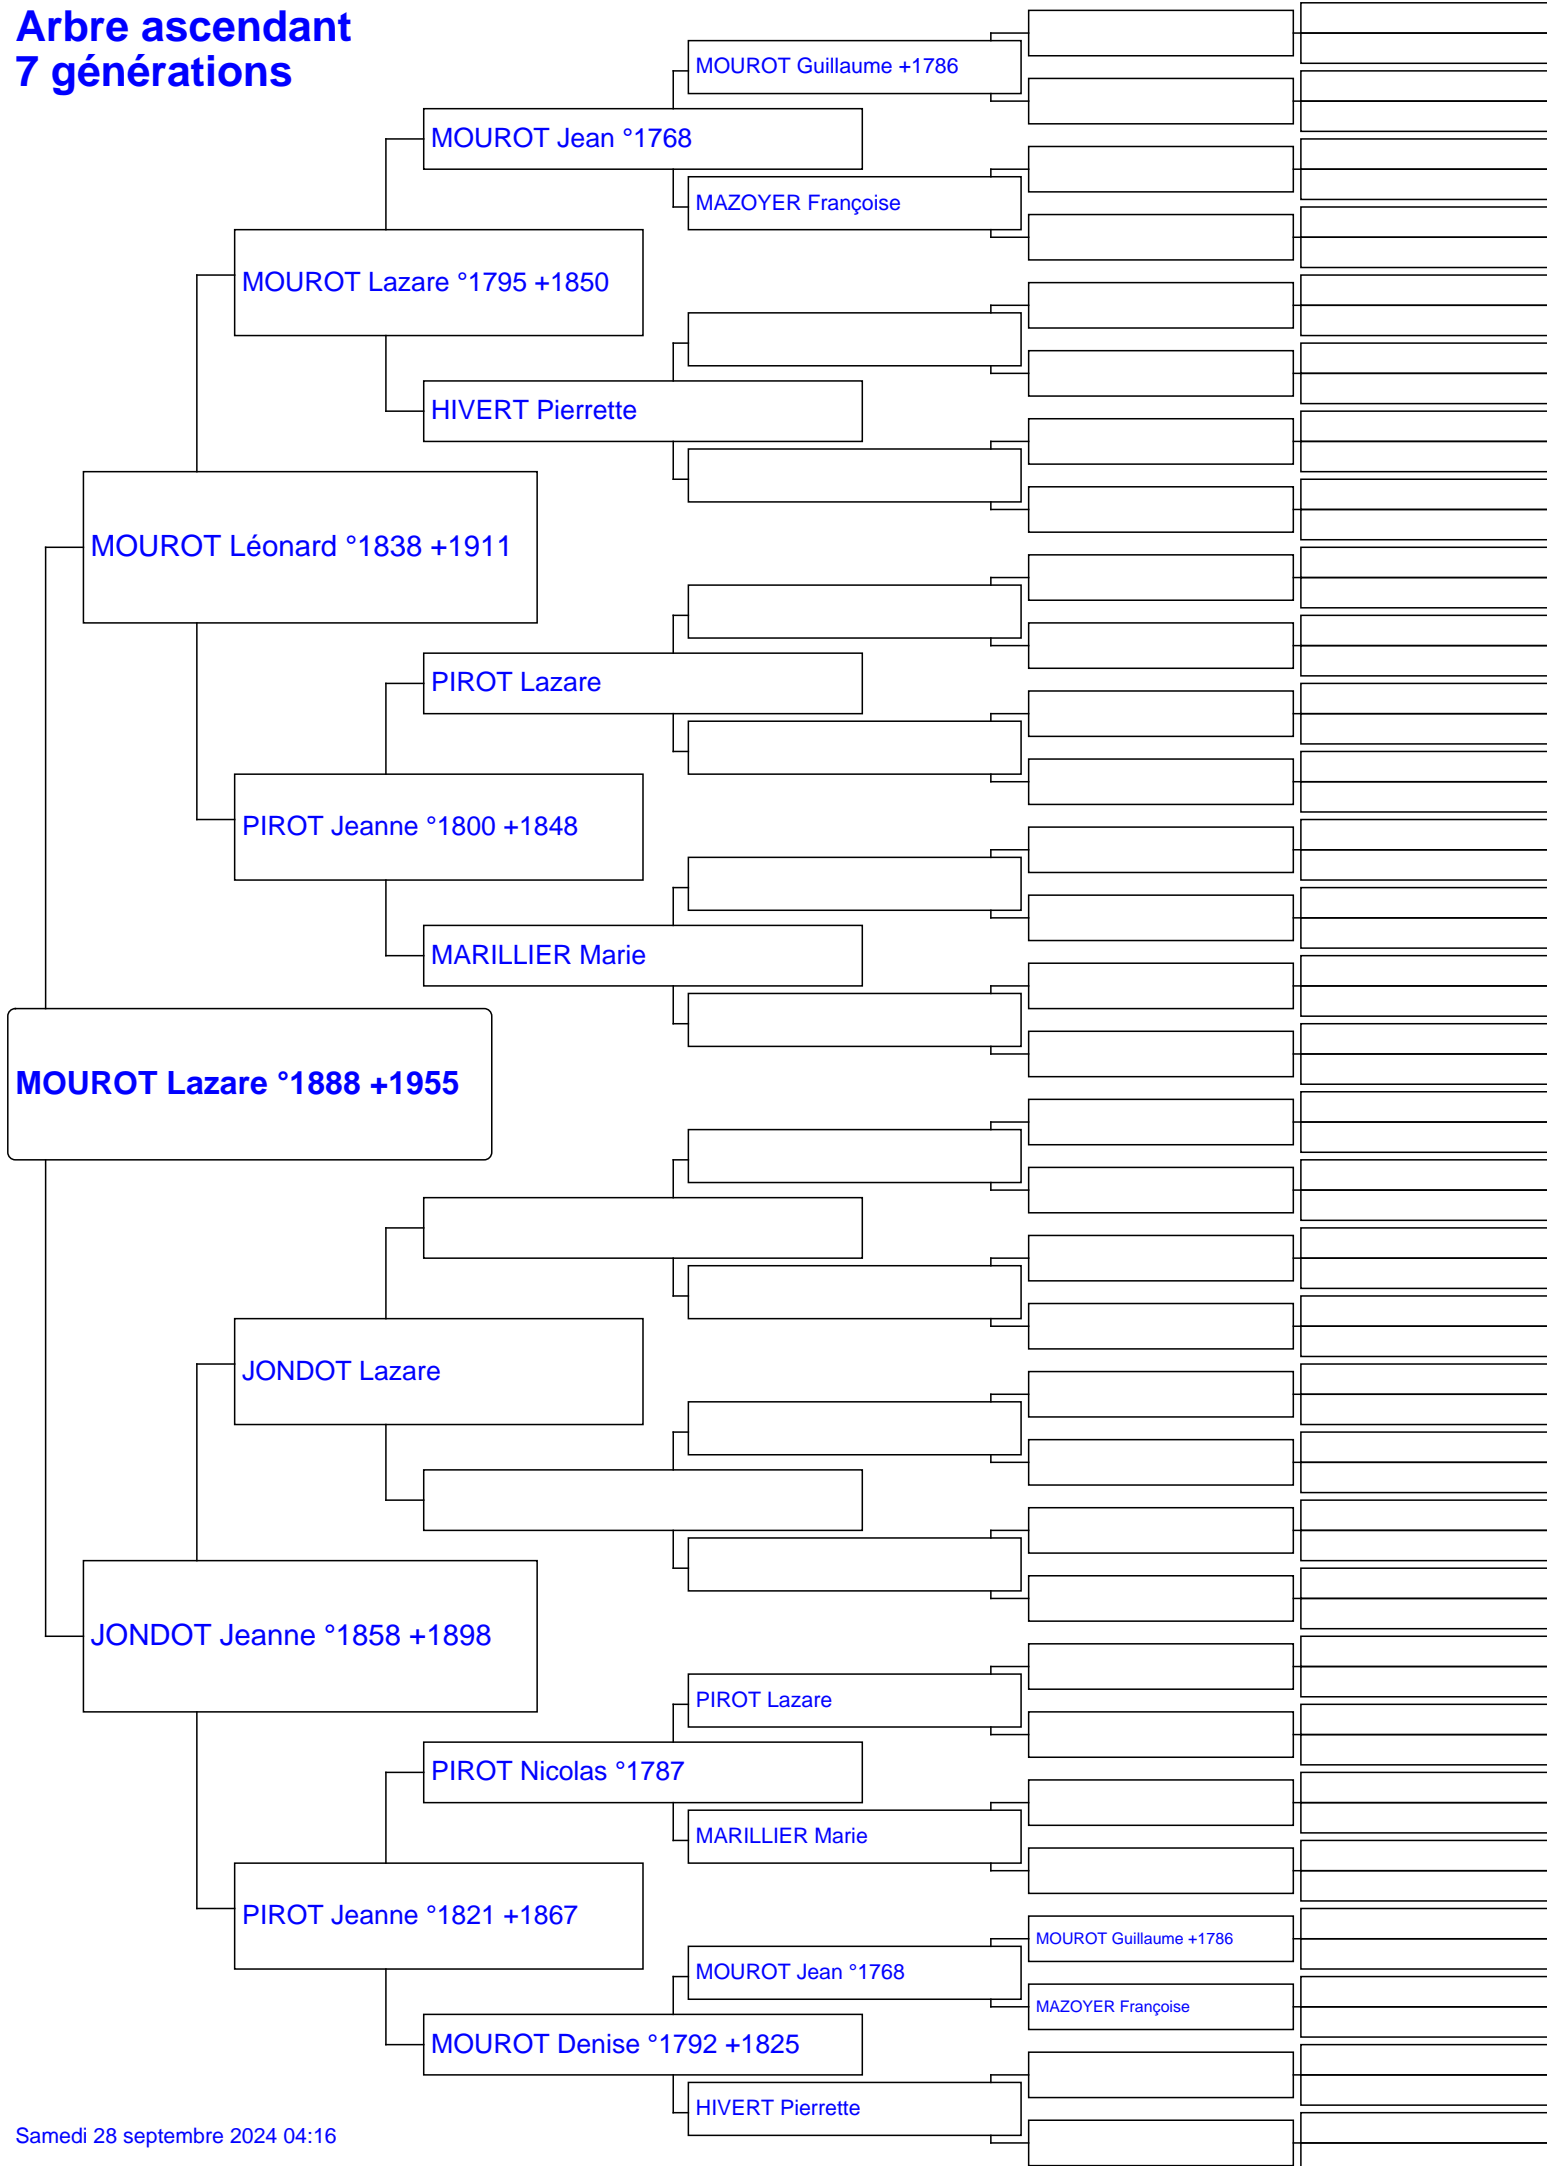 Arbre ascendant
7 générations
MOUROT Guillaume +1786
MOUROT Jean °1768
MAZOYER Françoise
MOUROT Lazare °1795 +1850
HIVERT Pierrette
MOUROT Léonard °1838 +1911
PIROT Lazare
PIROT Jeanne °1800 +1848
MARILLIER Marie
MOUROT Lazare °1888 +1955
JONDOT Lazare
JONDOT Jeanne °1858 +1898
PIROT Lazare
PIROT Nicolas °1787
MARILLIER Marie
PIROT Jeanne °1821 +1867
MOUROT Guillaume +1786
MOUROT Jean °1768
MAZOYER Françoise
MOUROT Denise °1792 +1825
HIVERT Pierrette
Samedi 28 septembre 2024 04:16